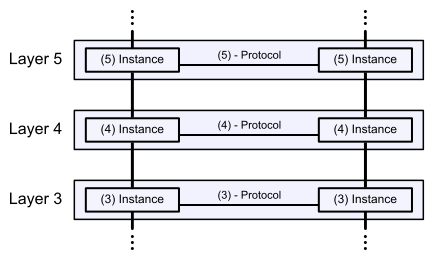 Layer 5
(5) Instance
(5) - Protocol
(5) Instance
Layer 4
(4) Instance
(4) - Protocol
(4) Instance
Layer 3
(3) Instance
(3) - Protocol
(3) Instance